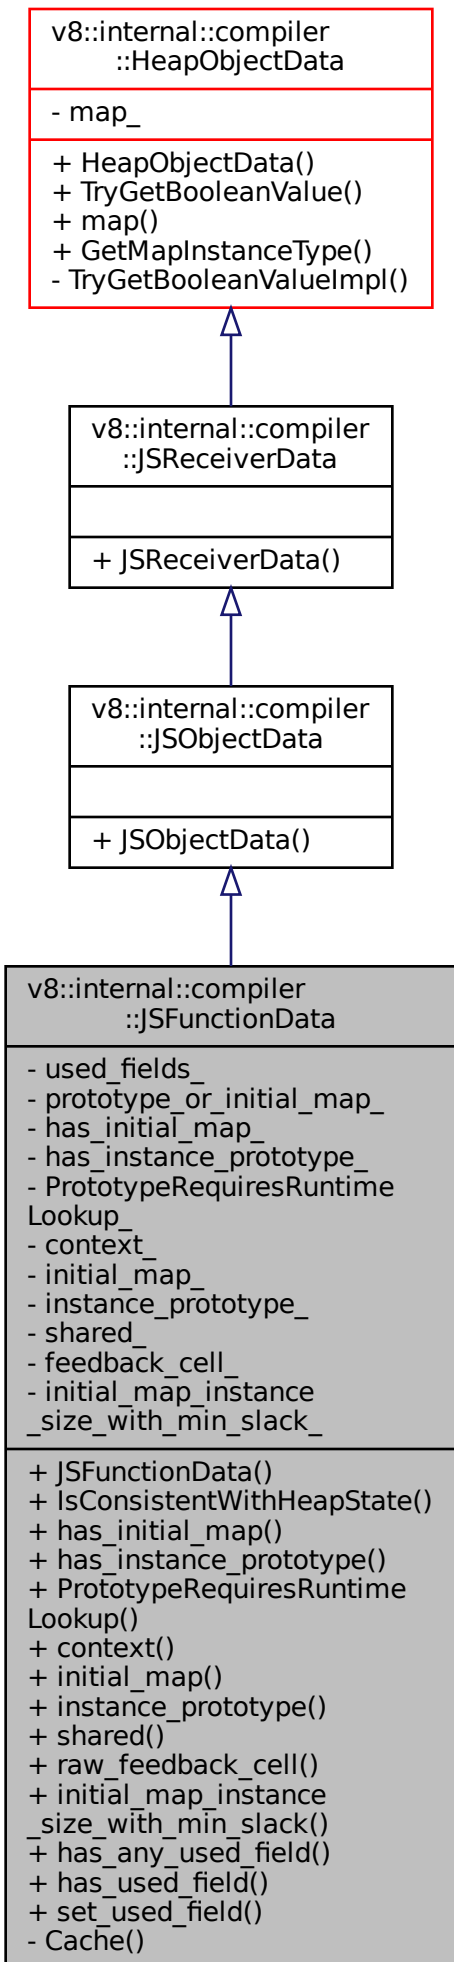 v8::internal::compiler
::HeapObjectData
- map_
+ HeapObjectData()
+ TryGetBooleanValue()
+ map()
+ GetMapInstanceType()
- TryGetBooleanValueImpl()
v8::internal::compiler
::JSReceiverData
+ JSReceiverData()
v8::internal::compiler
::JSObjectData
+ JSObjectData()
v8::internal::compiler
::JSFunctionData
- used_fields_
- prototype_or_initial_map_
- has_initial_map_
- has_instance_prototype_
- PrototypeRequiresRuntime
Lookup_
- context_
- initial_map_
- instance_prototype_
- shared_
- feedback_cell_
- initial_map_instance
_size_with_min_slack_
+ JSFunctionData()
+ IsConsistentWithHeapState()
+ has_initial_map()
+ has_instance_prototype()
+ PrototypeRequiresRuntime
Lookup()
+ context()
+ initial_map()
+ instance_prototype()
+ shared()
+ raw_feedback_cell()
+ initial_map_instance
_size_with_min_slack()
+ has_any_used_field()
+ has_used_field()
+ set_used_field()
- Cache()